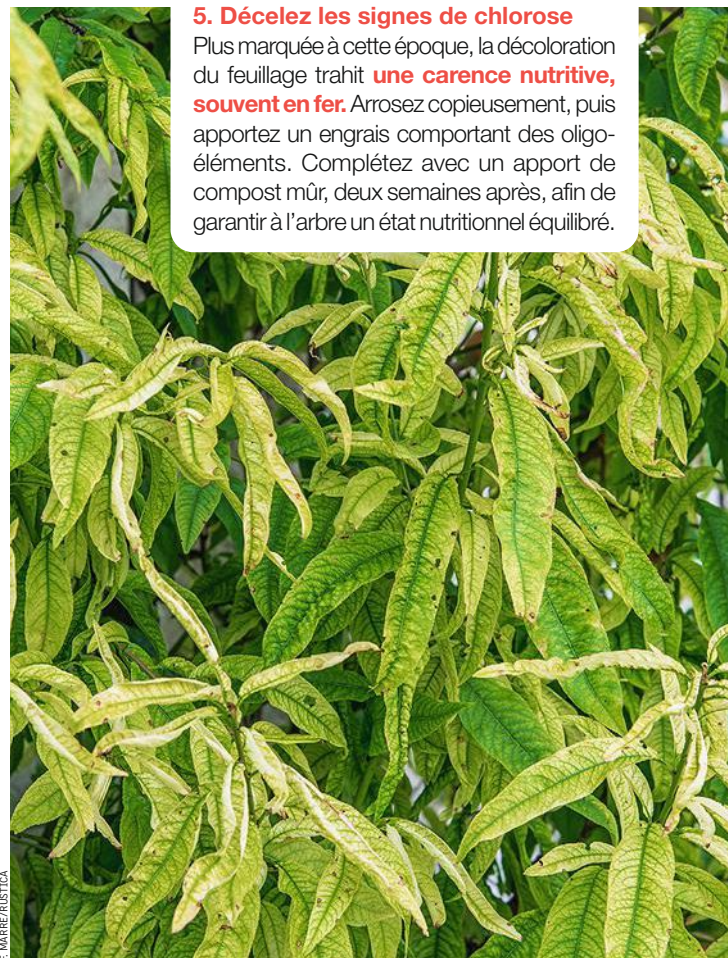 5. Décelez les signes de chlorose
Plus marquée à cette époque, la décoloration
du feuillage trahit une carence nutritive,
souvent en fer. Arrosez copieusement, puis
apportez un engrais comportant des oligo-
éléments. Complétez avec un apport de
compost mûr, deux semaines après, afin de
garantir à l’arbre un état nutritionnel équilibré.
MARRE/RUSTICA